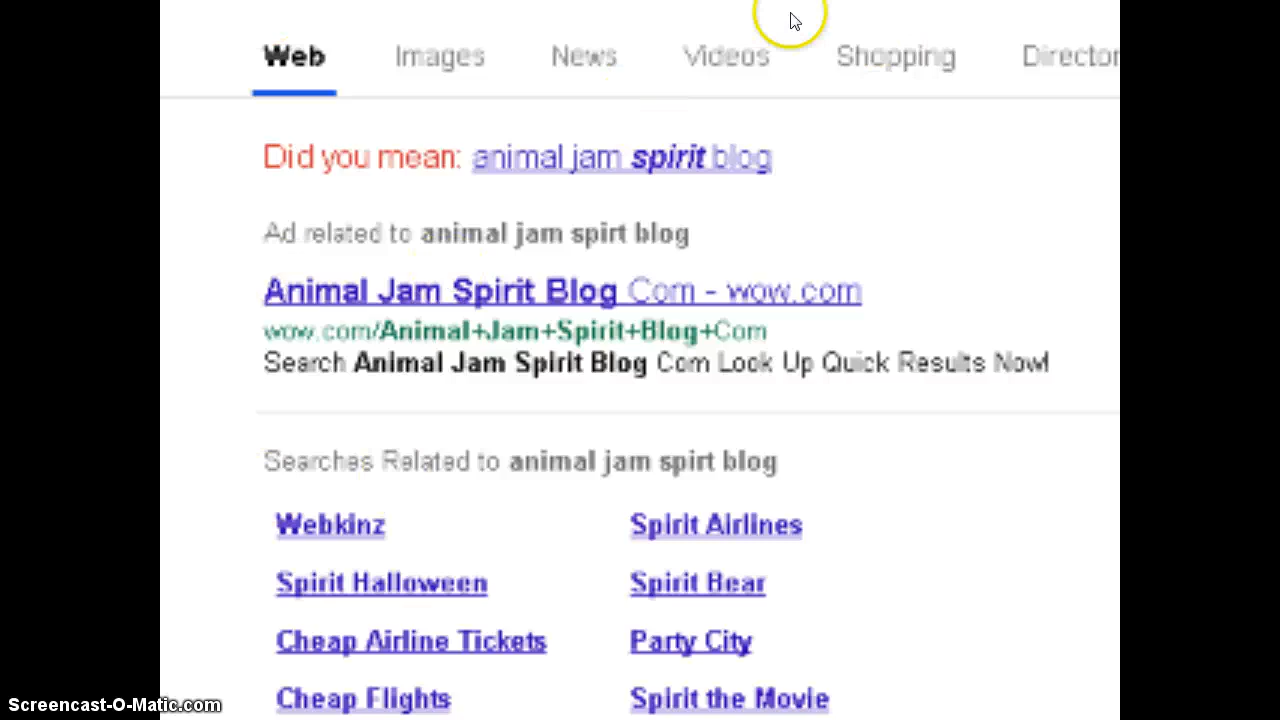 Web Images News Videos Shopping Director
Did you mean: animal jam spirit blog
Ad related to animal jam spirt blog
Animal Jam Spirit Blog Com - wow.com
wow.com/Animal+Jam+Spirit+Blog+Com
Search Animal Jam Spirit Blog Com Look Up Quick Results Now!
Searches Related to animal jam spirt blog
Webkinz Spirit Airlines
Spirit Halloween Spirit Bear
Cheap Airline Tickets Party City
Cheap Flights Spirit the Movie
Screencast-O-Matic.com